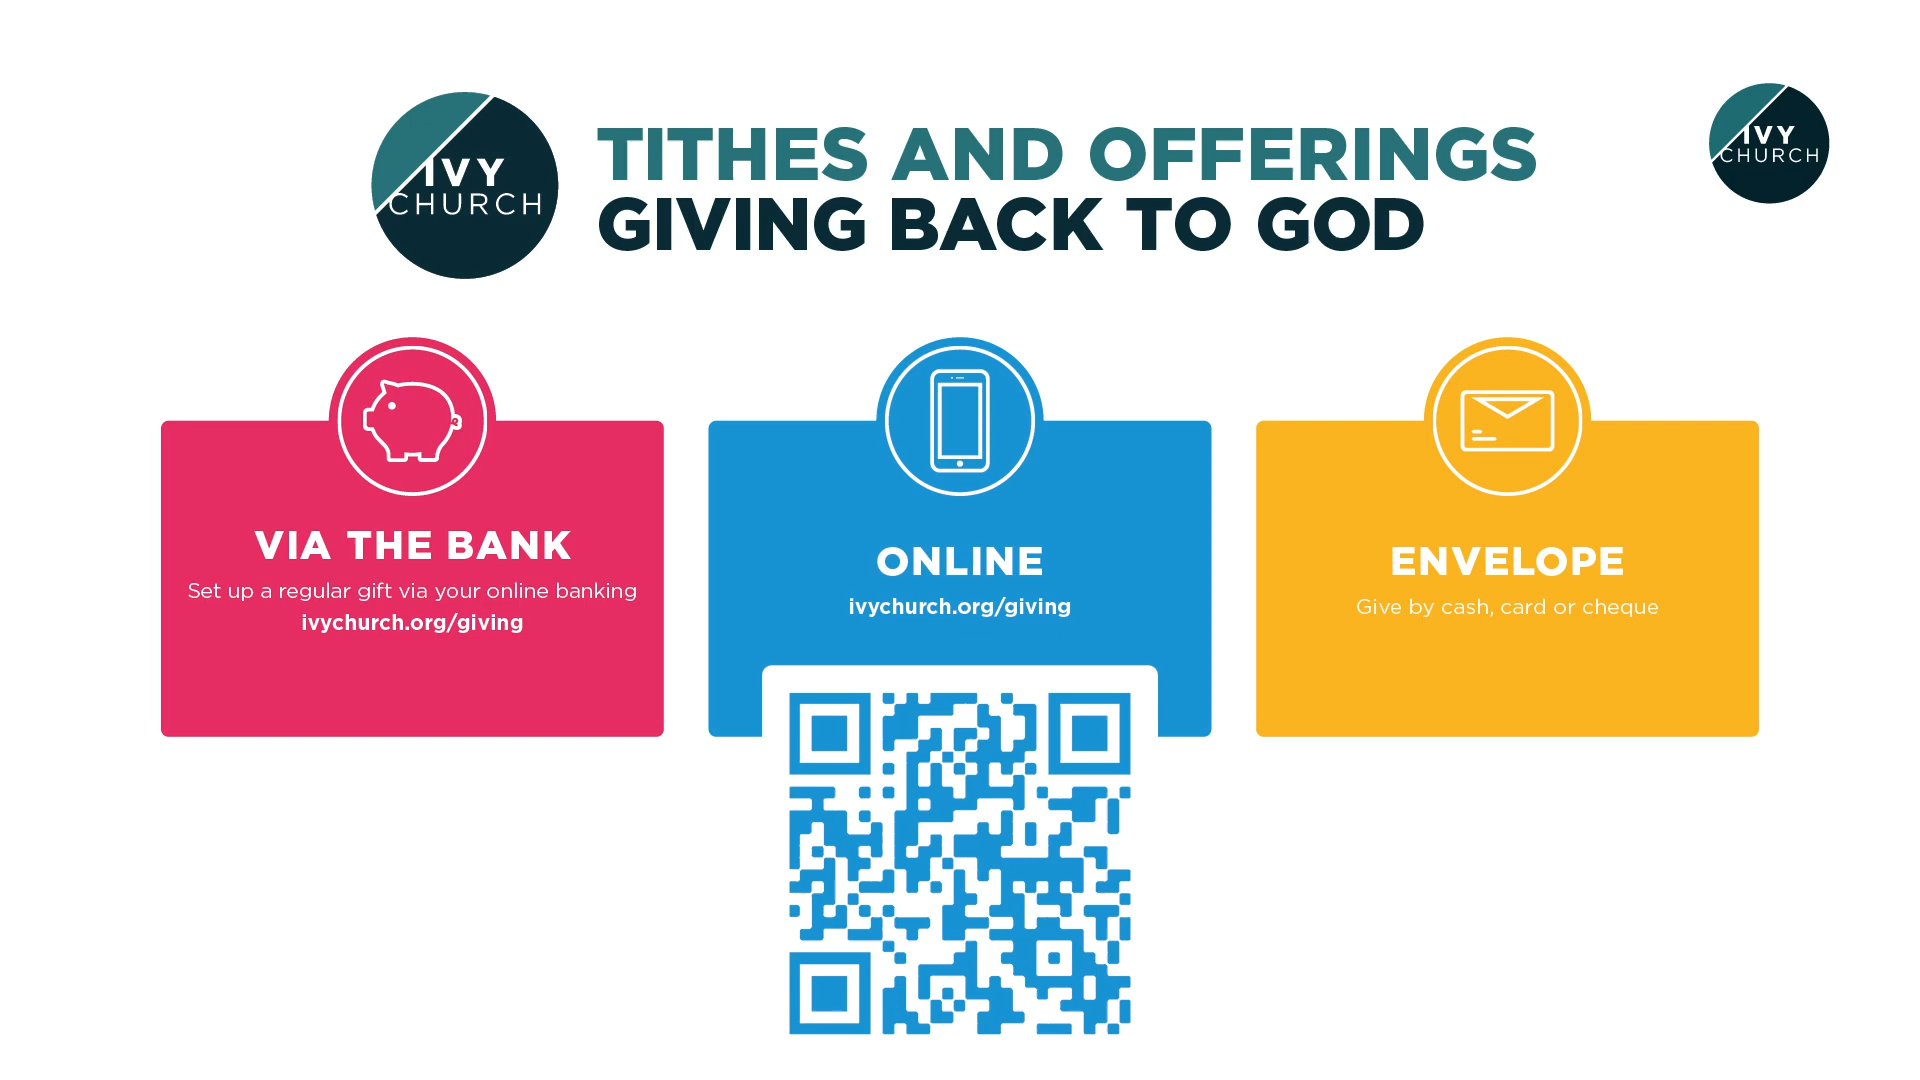 IVY
CHURCH
TITHES AND OFFERINGS
GIVING BACK TO GOD
IVY
CHURCH
VIA THE BANK
Set up a regular gift via your online banking
ivychurch.org/giving
ONLINE
ivychurch.org/giving
ENVELOPE
Give by cash, card or cheque